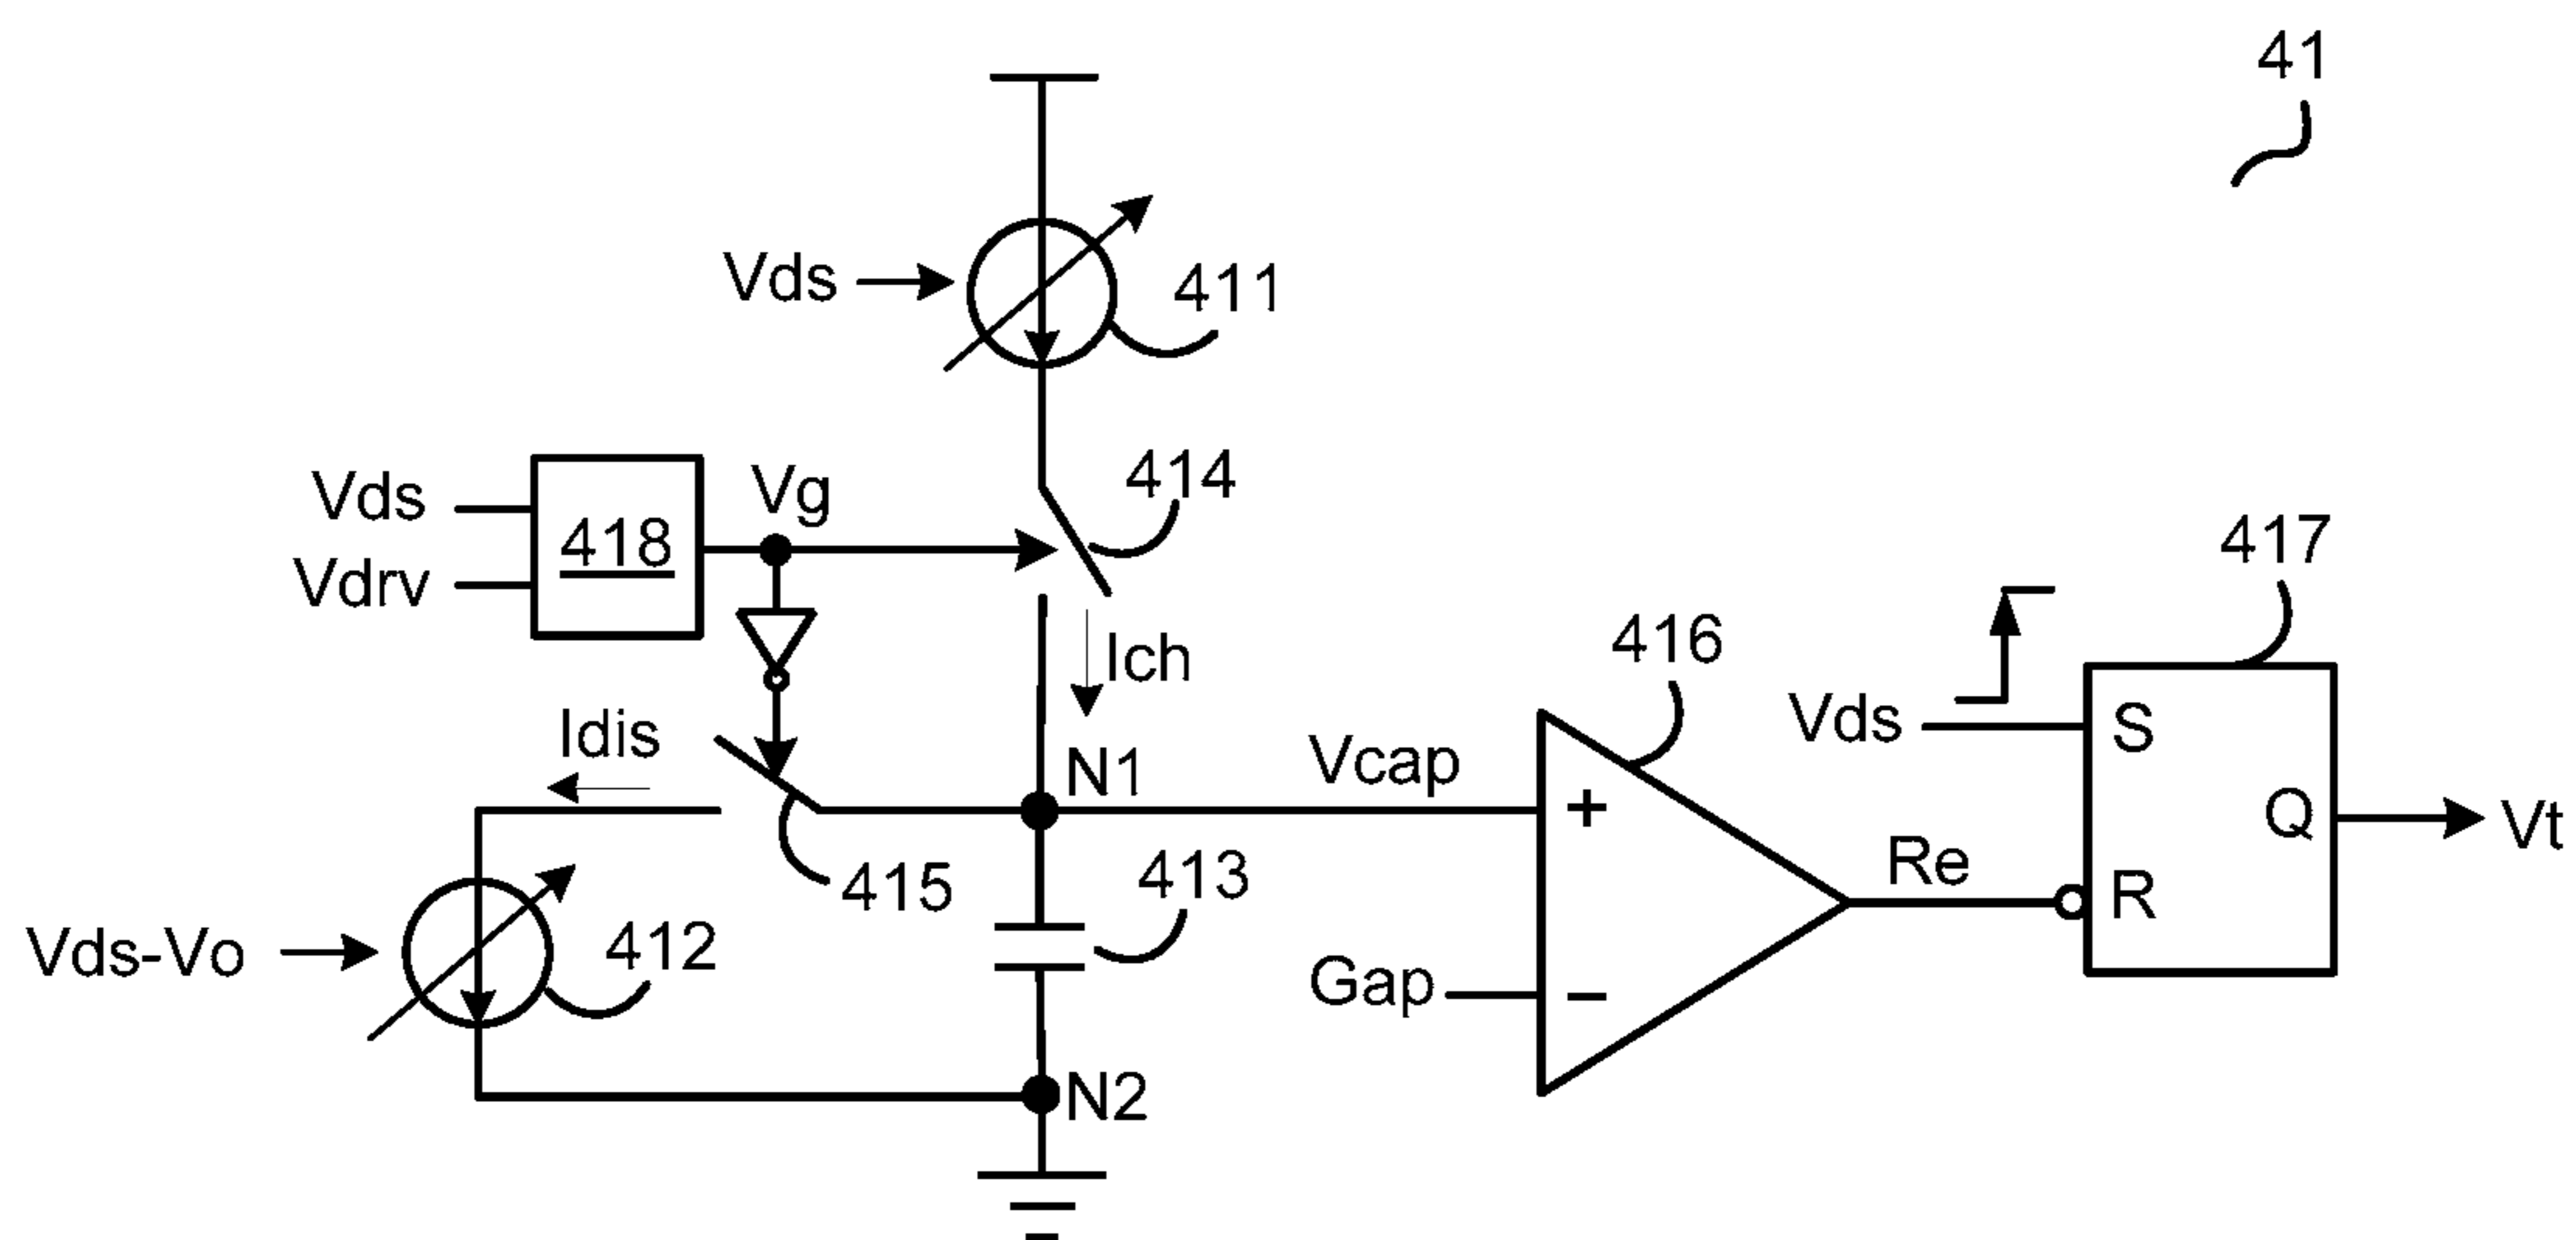 41
Vds
411
Vds
Vdrv
418
Vg
414
Ich
417
416
Vds
S
Q
Vt
R
Re
Idis
N1
Vcap
+
415
413
Vds-Vo
412
Gap
−
N2